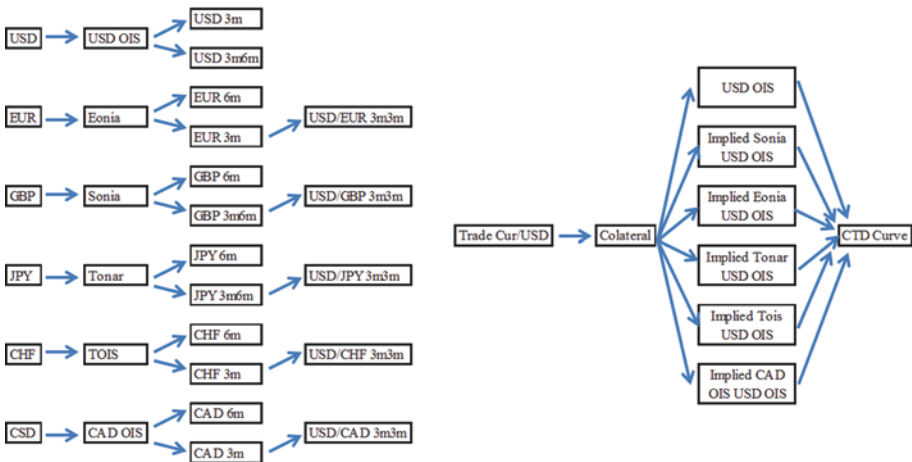 USD
USD OIS
USD 3m
USD 3m6m
EUR
Eonia
EUR 6m
EUR 3m
USD/EUR 3m3m
GBP
Sonia
GBP 6m
GBP 3m6m
USD/GBP 3m3m
JPY
Tonar
JPY 6m
JPY 3m6m
USD/JPY 3m3m
CHF
TOIS
CHF 6m
CHF 3m
USD/CHF 3m3m
CSD
CAD OIS
CAD 6m
CAD 3m
USD/CAD 3m3m
Trade Cur/USD
Colateral
USD OIS
Implied Sonia
USD OIS
Implied Eonia
USD OIS
Implied Tonar
USD OIS
Implied Tois
USD OIS
Implied CAD
OIS USD OIS
CTD Curve